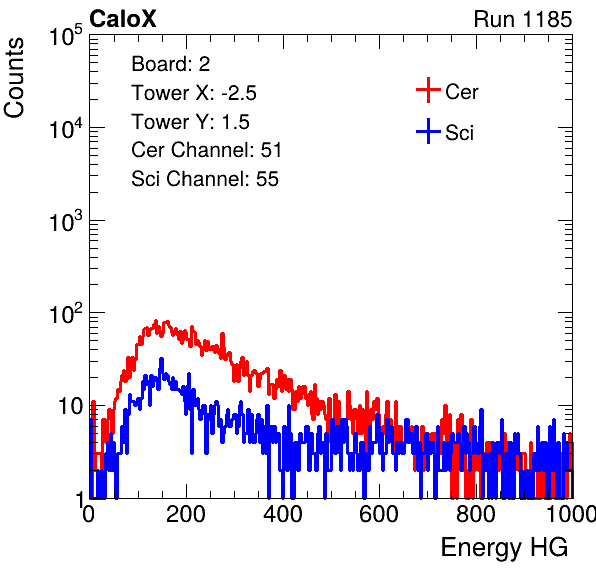 CaloX Run 1185
Counts
10^5
10^4
10^3
10^2
10
1
Board: 2
Tower X: -2.5
Tower Y: 1.5
Cer Channel: 51
Sci Channel: 55
Cer
Sci
0 200 400 600 800 1000
Energy HG